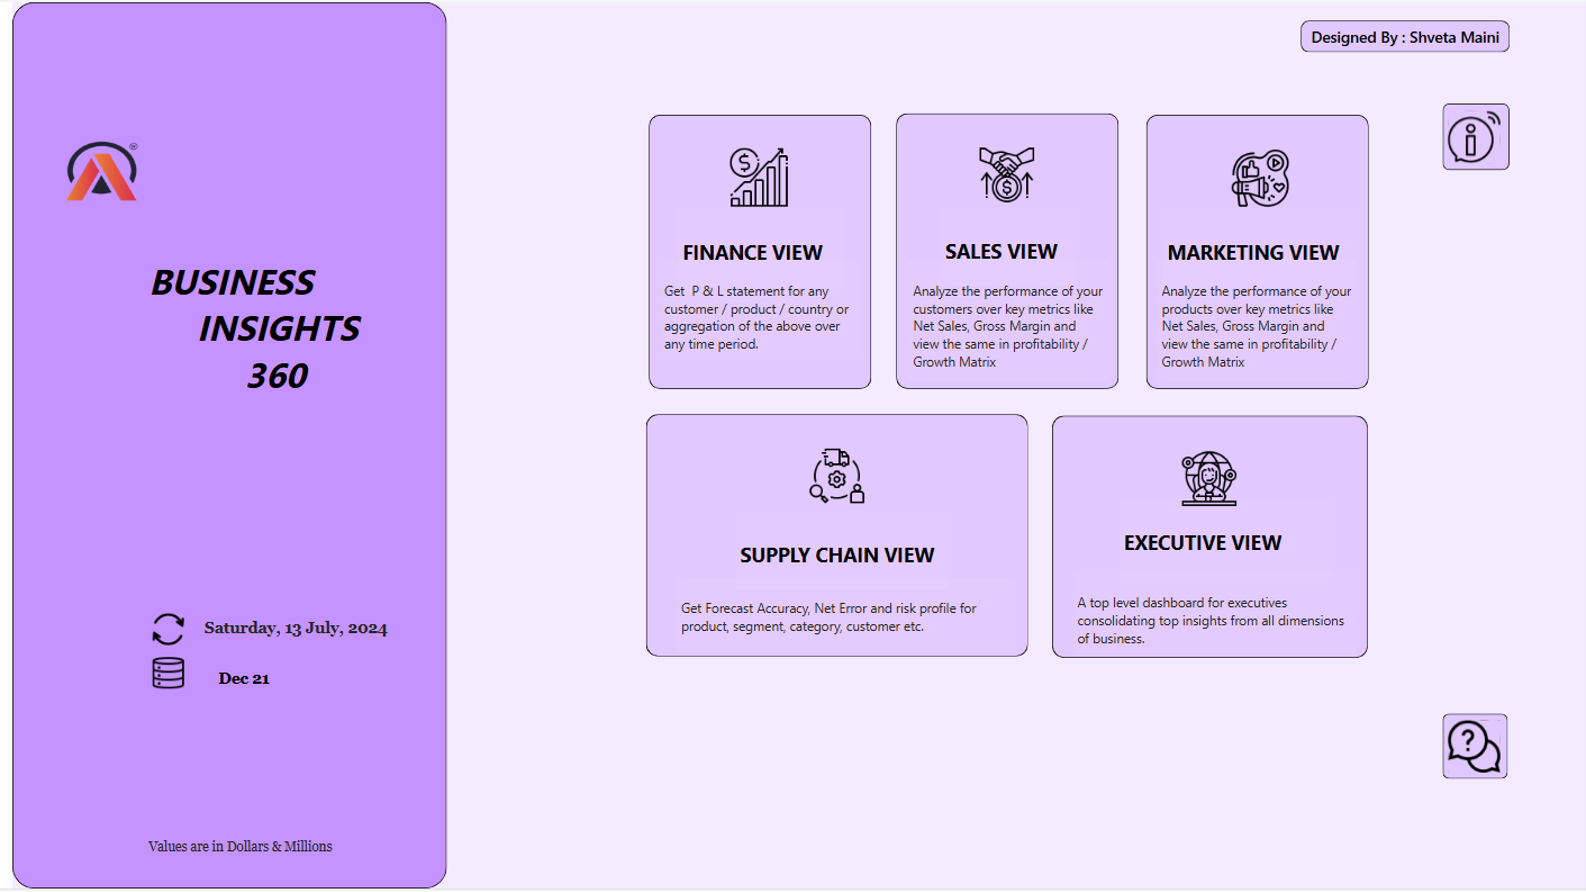 Designed By : Shveta Maini
BUSINESS
INSIGHTS
360
Saturday, 13 July, 2024
Dec 21
Values are in Dollars & Millions
FINANCE VIEW
Get P & L statement for any
customer / product / country or
aggregation of the above over
any time period.
SALES VIEW
Analyze the performance of your
customers over key metrics like
Net Sales, Gross Margin and
view the same in profitability /
Growth Matrix
MARKETING VIEW
Analyze the performance of your
products over key metrics like
Net Sales, Gross Margin and
view the same in profitability /
Growth Matrix
SUPPLY CHAIN VIEW
Get Forecast Accuracy, Net Error and risk profile for
product, segment, category, customer etc.
EXECUTIVE VIEW
A top level dashboard for executives
consolidating top insights from all dimensions
of business.